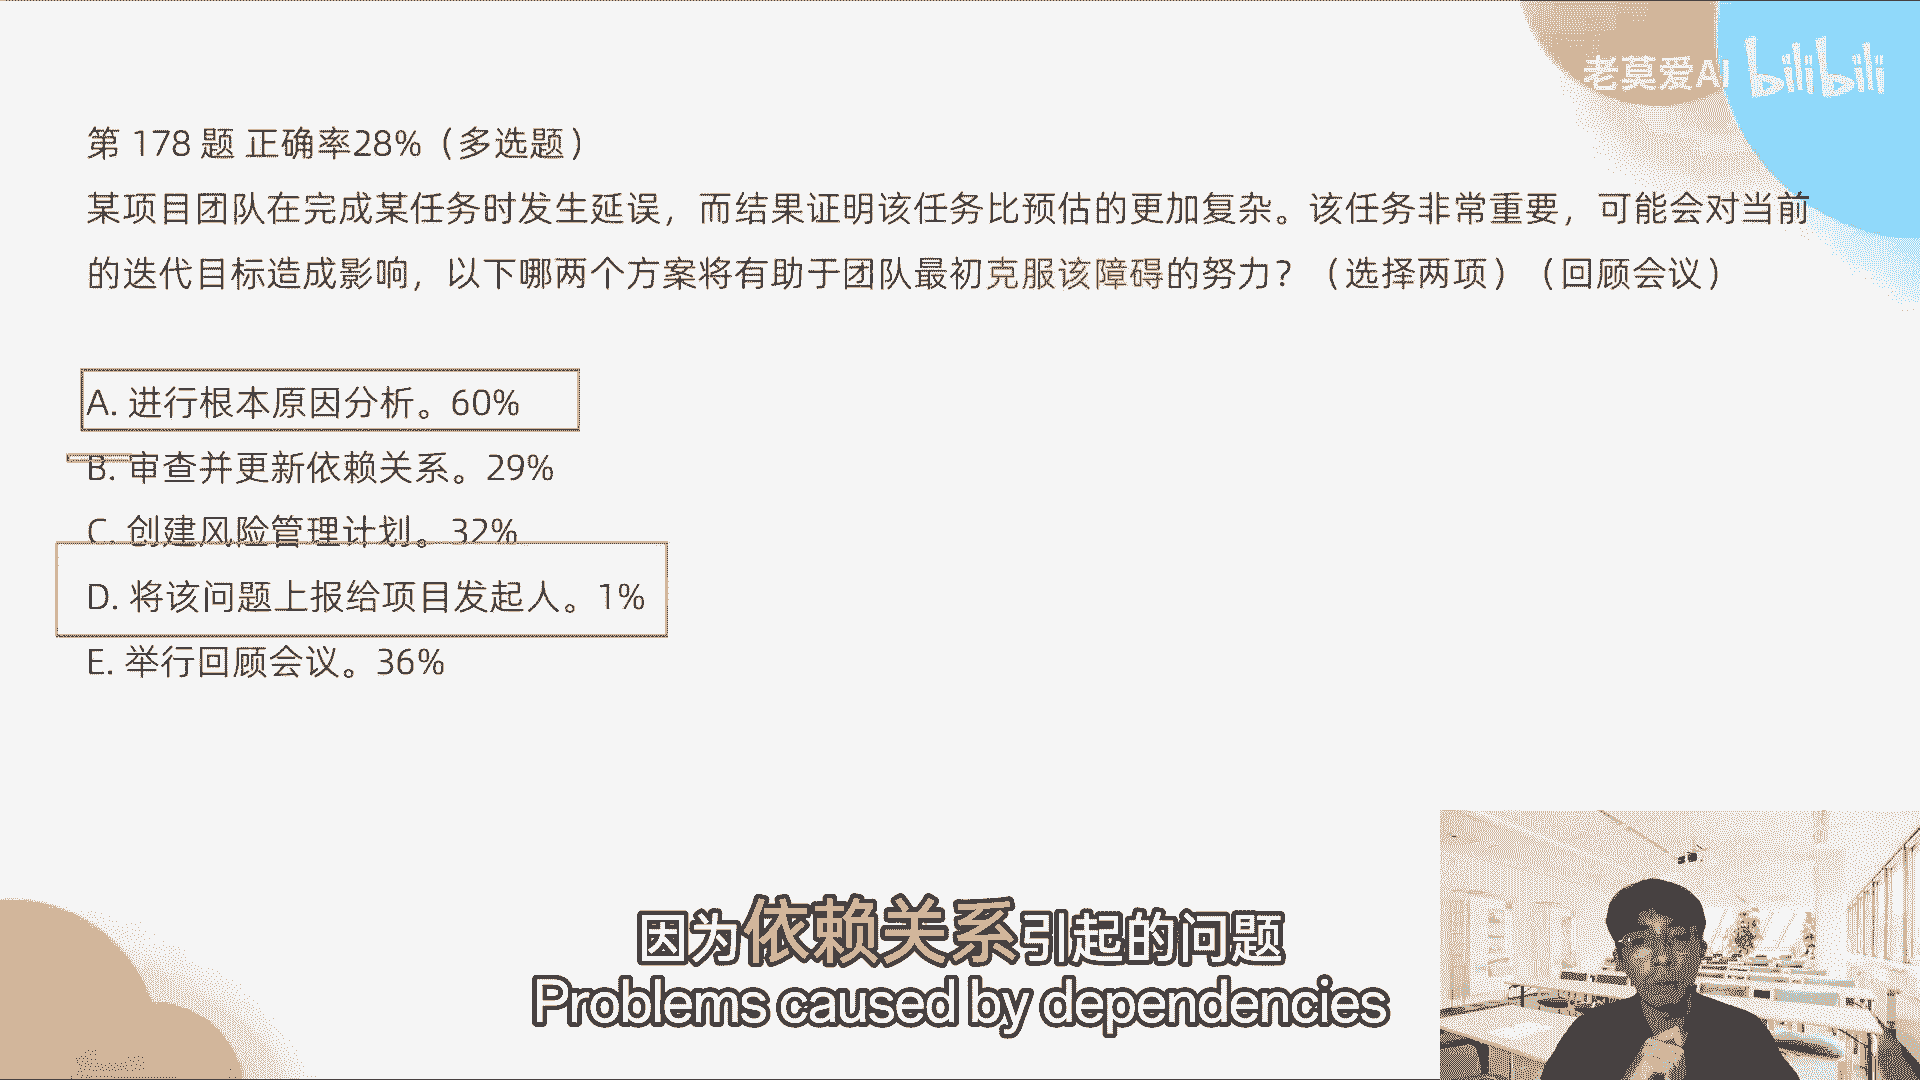 老莫爱AI bilibili
第 178 题 正确率28%（多选题）
某项目团队在完成某任务时发生延误，而结果证明该任务比预估的更加复杂。该任务非常重要，可能会对当前
的迭代目标造成影响，以下哪两个方案将有助于团队最初克服该障碍的努力？（选择两项）（回顾会议）
A. 进行根本原因分析。60%
B. 审查并更新依赖关系。29%
C. 创建风险管理计划。32%
D. 将该问题上报给项目发起人。1%
E. 举行回顾会议。36%
因为依赖关系引起的问题
Problems caused by dependencies